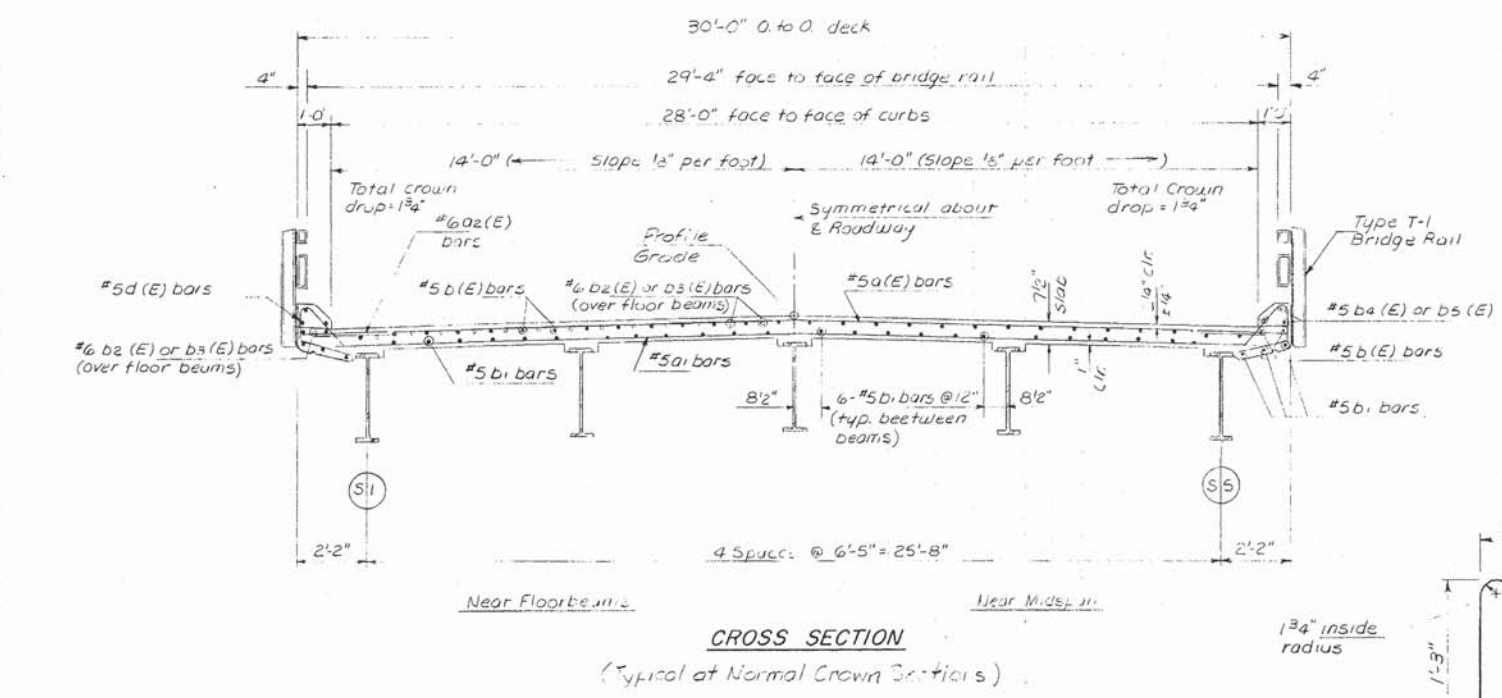 30'-0" O. to O. deck
4"
29'-4" face to face of bridge rail
4"
1'-0"
28'-0" face to face of curbs
14'-0" (← Slope 1/8" per foot)
14'-0" (Slope 1/8" per foot →)
Total crown
drop = 1 3/4"
Total Crown
drop = 1 3/4"
#6 a2 (E)
bars
Symmetrical about
℄ Roadway
Profile
Grade
Type T-1
Bridge Rail
#5d (E) bars
#5 b (E) bars
#6 b2 (E) or b3 (E) bars
(over floor beams)
#5a (E) bars
7 1/2"
Slab
clr.
± 1/4"
#5 b4 (E) or b5 (E)
#5 b (E) bars
#5 b1 bars
#6 b2 (E) or b3 (E) bars
(over floor beams)
#5 b1 bars
#5a1 bars
1"
Clr.
8 1/2"
6-#5 b1 bars @ 12"
(typ. beetween
beams)
8 1/2"
S1
S5
2'-2"
4 Spaces @ 6'-5" = 25'-8"
2'-2"
Near Floorbeams
Near Midspan
CROSS SECTION
(Typical at Normal Crown Sections)
1 3/4" inside
radius
1'-3"